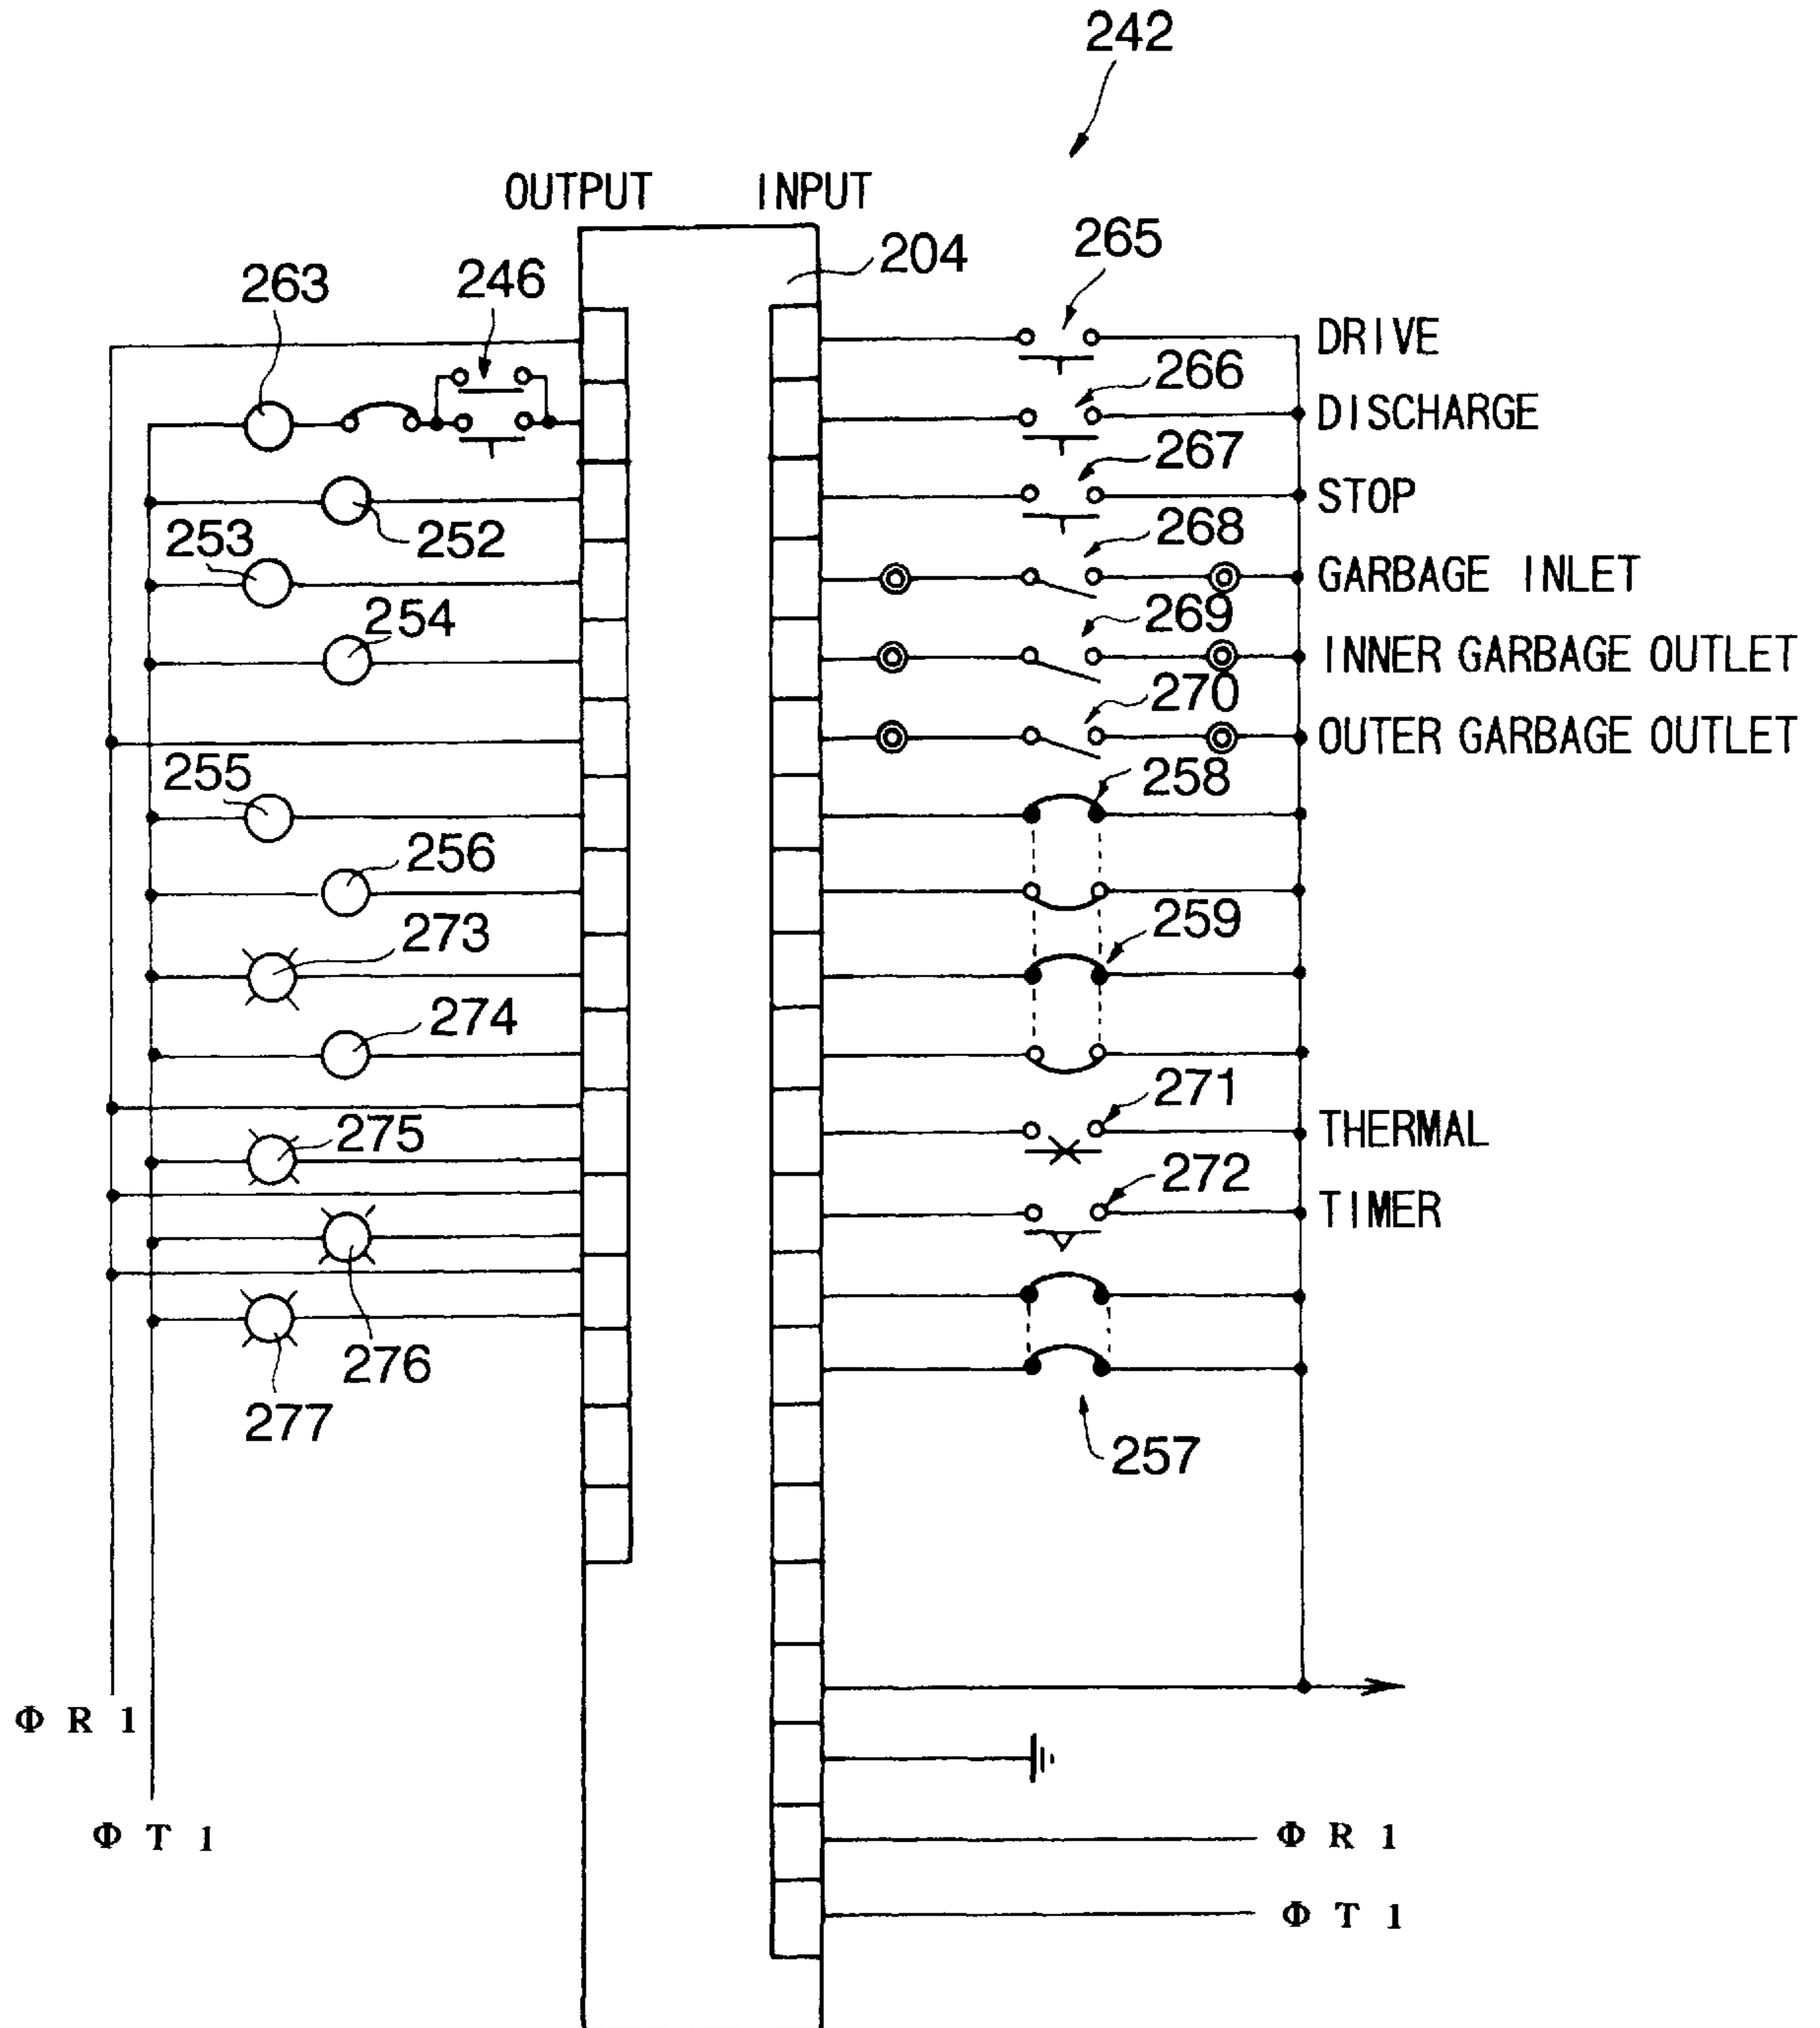 242
OUTPUT INPUT
265
204
263 246
DRIVE
266
DISCHARGE
267
STOP
252
268
253
GARBAGE INLET
254
269
INNER GARBAGE OUTLET
270
OUTER GARBAGE OUTLET
255
258
256
259
273
274
271
275
THERMAL
272
TIMER
276
277
257
Φ R 1
Φ T 1
Φ R 1
Φ T 1